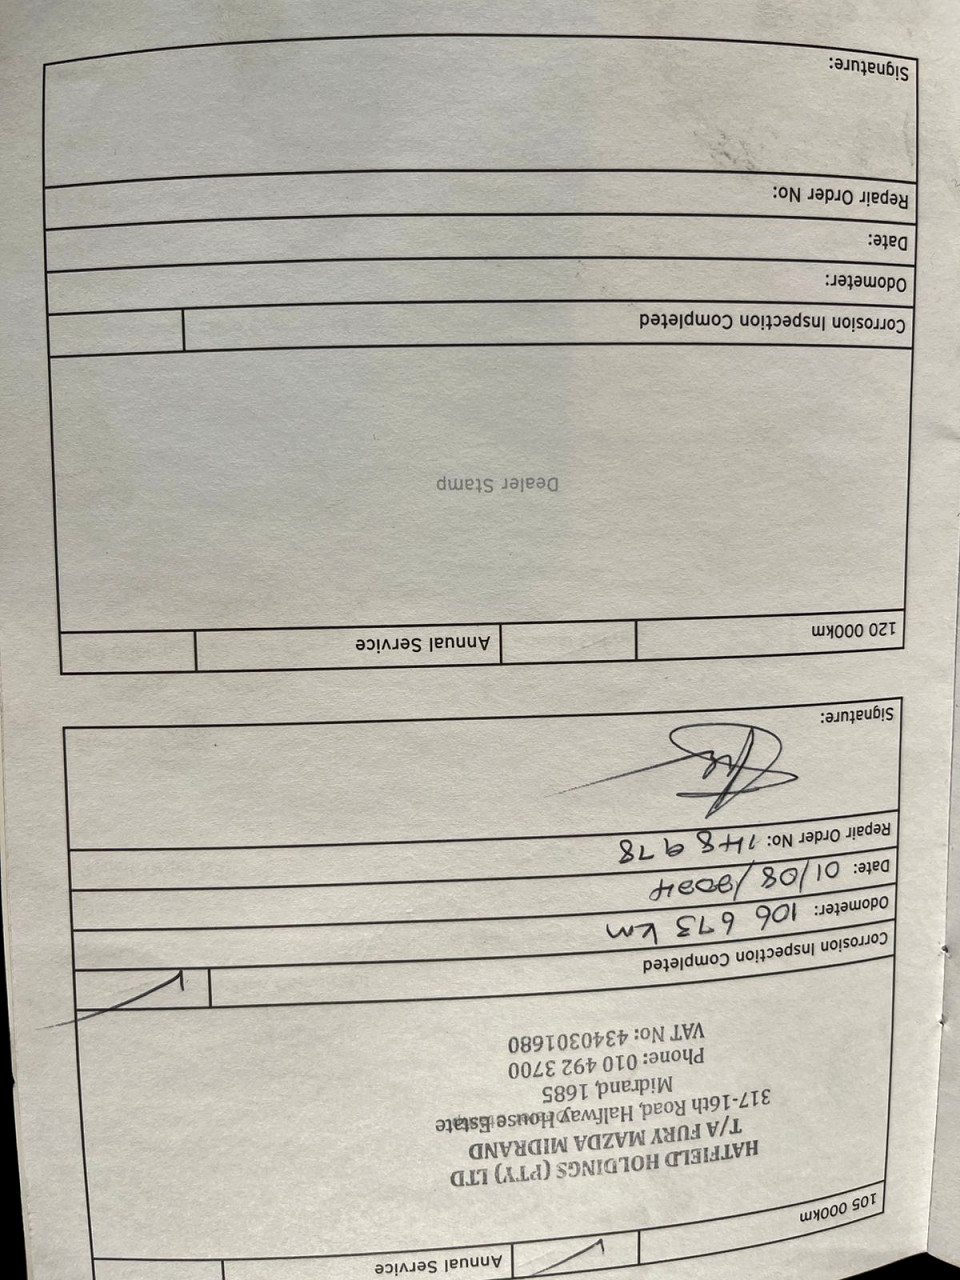 105 000km Annual Service
HATFIELD HOLDINGS (PTY) LTD
T/A FURY MAZDA MIDRAND
317-16th Road, Halfway House Estate
Midrand, 1685
Phone: 010 492 3700
VAT No: 4340301680
Corrosion Inspection Completed
Odometer: 106 673 km
Date: 01/08/2024
Repair Order No: 148978
Signature:
120 000km Annual Service
Dealer Stamp
Corrosion Inspection Completed
Odometer:
Date:
Repair Order No:
Signature: